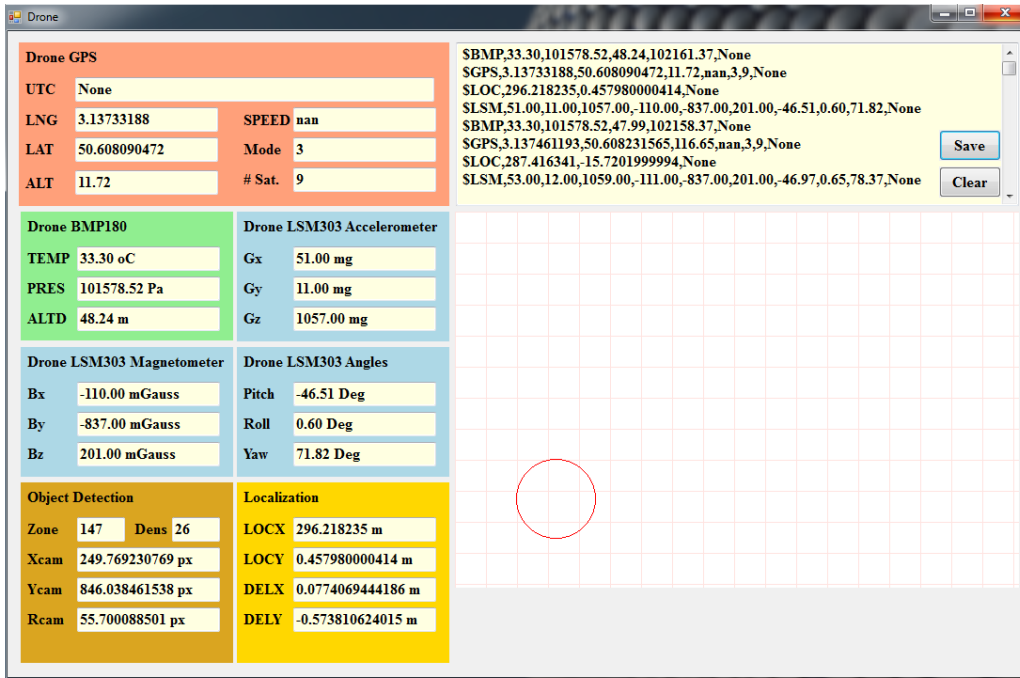 Drone
Drone GPS
UTC None
LNG 3.13733188 SPEED nan
LAT 50.608090472 Mode 3
ALT 11.72 # Sat. 9
$BMP,33.30,101578.52,48.24,102161.37,None
$GPS,3.13733188,50.608090472,11.72,nan,3,9,None
$LOC,296.218235,0.457980000414,None
$LSM,51.00,11.00,1057.00,-110.00,-837.00,201.00,-46.51,0.60,71.82,None
$BMP,33.30,101578.52,47.99,102158.37,None
$GPS,3.137461193,50.608231565,116.65,nan,3,9,None
$LOC,287.416341,-15.7201999994,None
$LSM,53.00,12.00,1059.00,-111.00,-837.00,201.00,-46.97,0.65,78.37,None
Save
Clear
Drone BMP180
TEMP 33.30 oC
PRES 101578.52 Pa
ALTD 48.24 m
Drone LSM303 Accelerometer
Gx 51.00 mg
Gy 11.00 mg
Gz 1057.00 mg
Drone LSM303 Magnetometer
Bx -110.00 mGauss
By -837.00 mGauss
Bz 201.00 mGauss
Drone LSM303 Angles
Pitch -46.51 Deg
Roll 0.60 Deg
Yaw 71.82 Deg
Object Detection
Zone 147 Dens 26
Xcam 249.769230769 px
Ycam 846.038461538 px
Rcam 55.700088501 px
Localization
LOCX 296.218235 m
LOCY 0.457980000414 m
DELX 0.0774069444186 m
DELY -0.573810624015 m